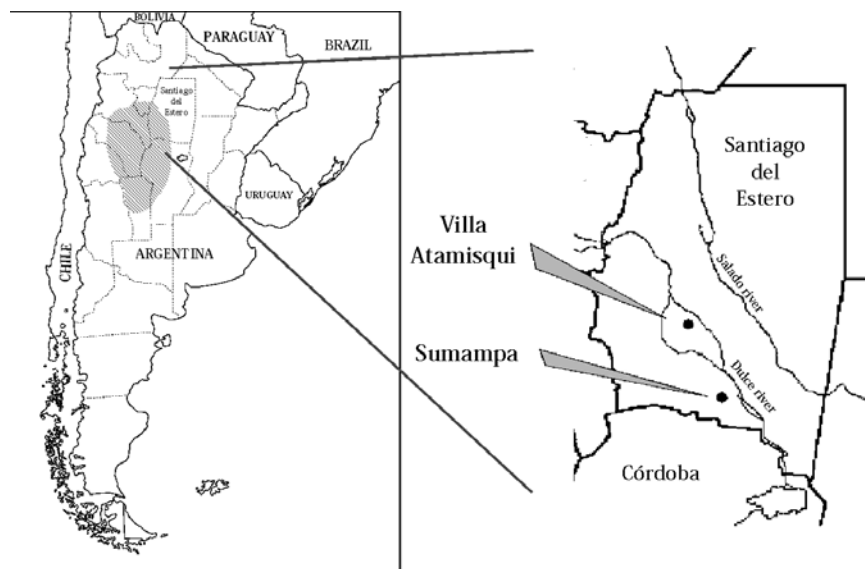 BOLIVIA
PARAGUAY
BRAZIL
Santiago
del
Estero
URUGUAY
ARGENTINA
CHILE
Santiago
del
Estero
Villa
Atamisqui
Salado river
Sumampa
Dulce river
Córdoba